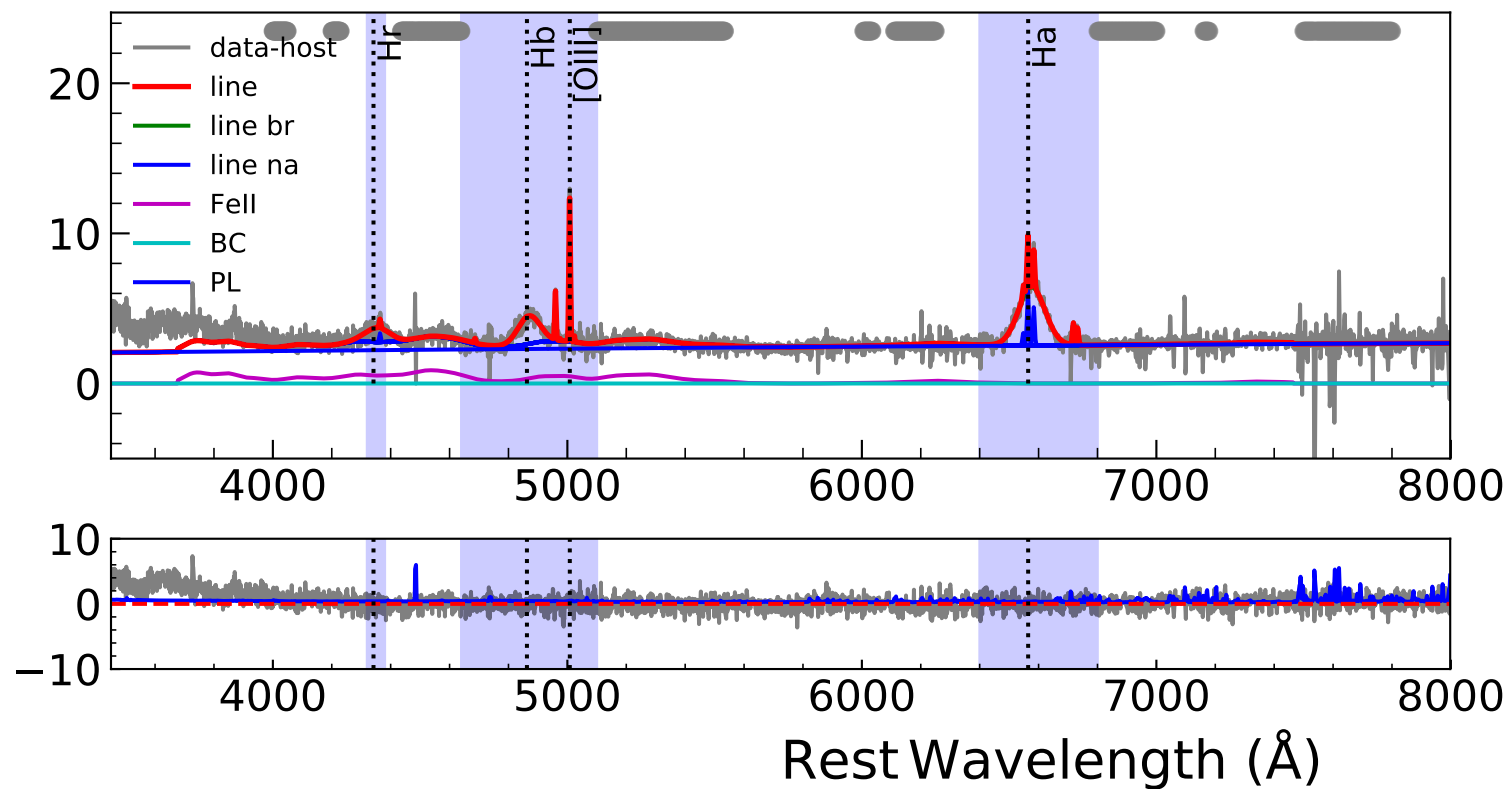 20
10
0
data-host
line
line br
line na
FeII
BC
PL
Hr
Hb
[OIII]
Ha
4000
5000
6000
7000
8000
10
0
−10
4000
5000
6000
7000
8000
Rest Wavelength (Å)